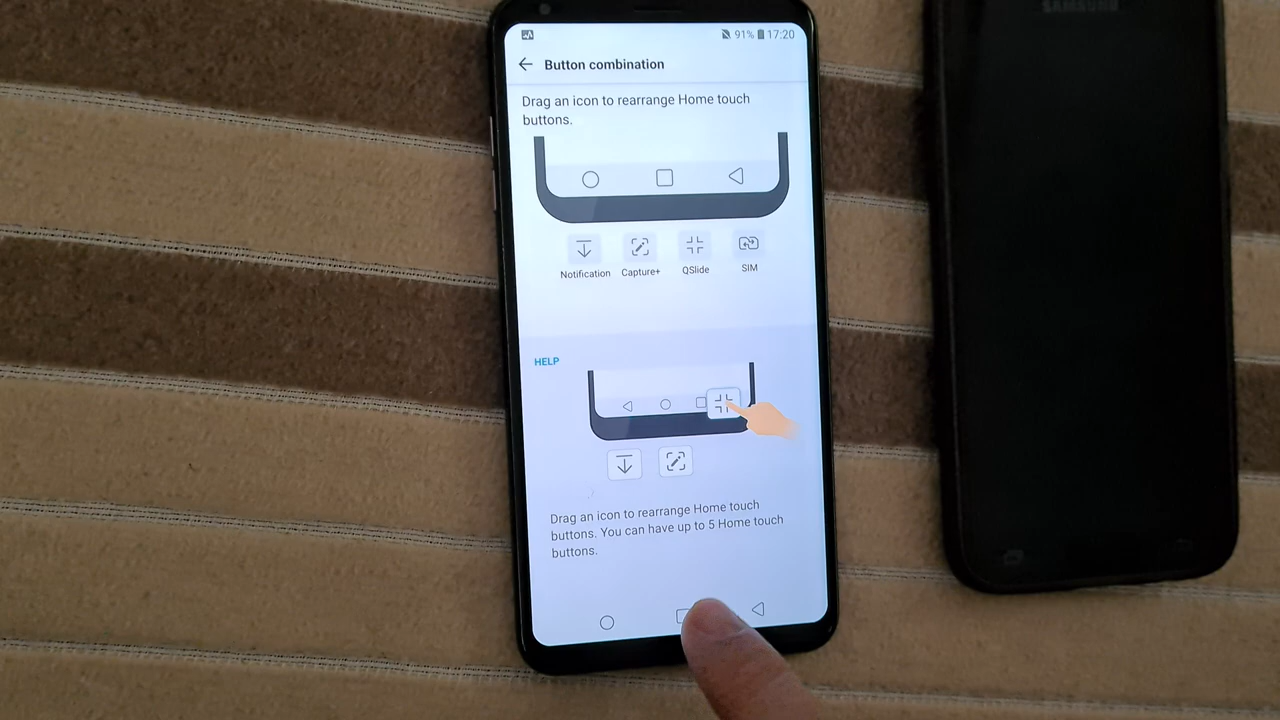 SAMSUNG
91% 17:20
Button combination
Drag an icon to rearrange Home touch
buttons.
Notification Capture+ QSlide SIM
HELP
Drag an icon to rearrange Home touch
buttons. You can have up to 5 Home touch
buttons.